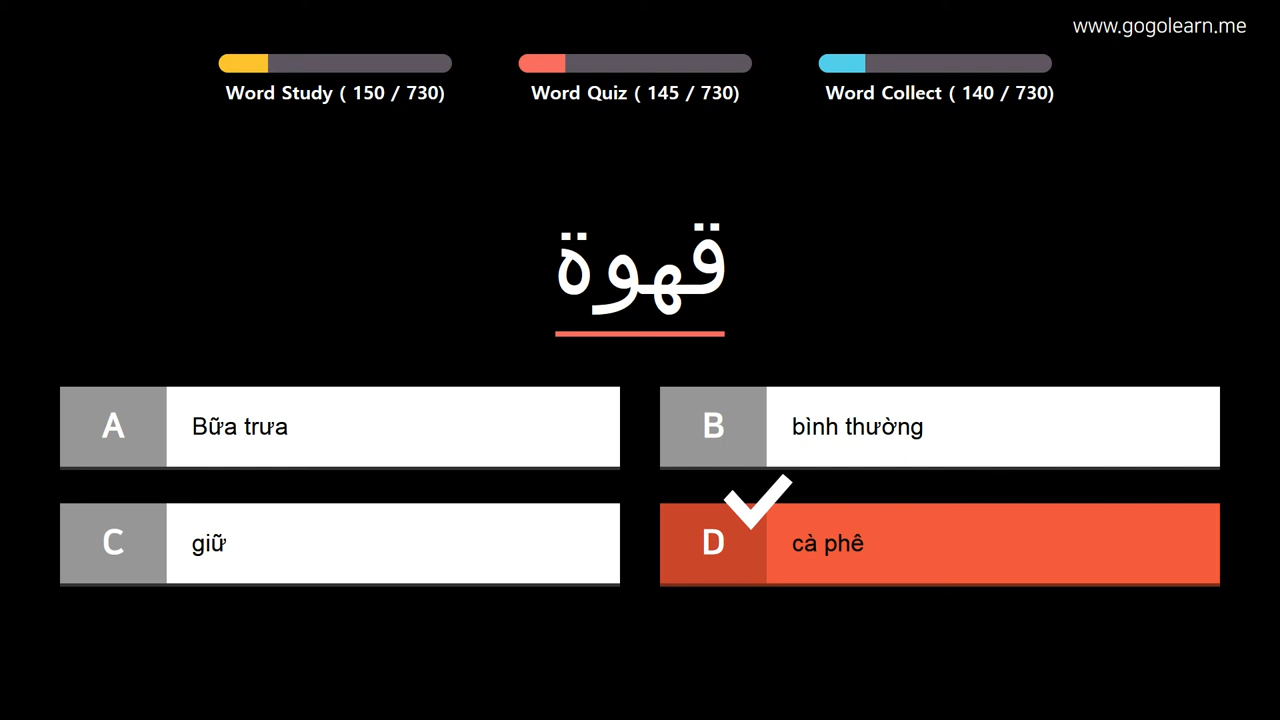 www.gogolearn.me
Word Study ( 150 / 730)
Word Quiz ( 145 / 730)
Word Collect ( 140 / 730)
قهوة
A Bữa trưa
B bình thường
C giữ
D cà phê